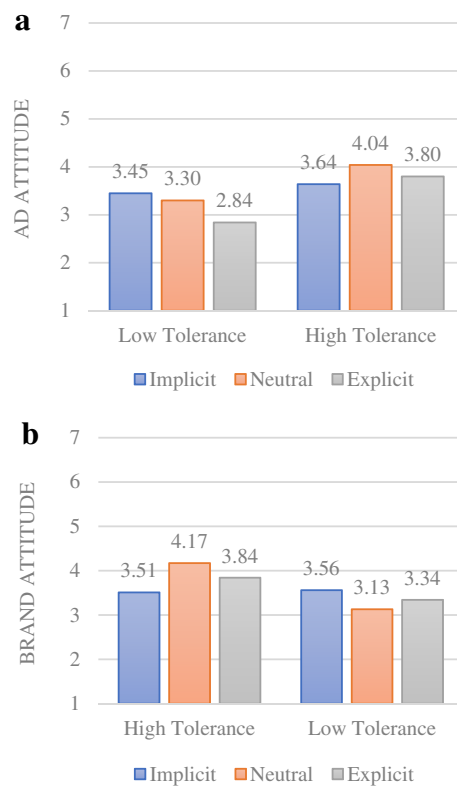 a
7
6
5
4
3
2
1
AD ATTITUDE
3.45 3.30 2.84 3.64 4.04 3.80
Low Tolerance High Tolerance
Implicit Neutral Explicit
b
7
6
5
4
3
2
1
BRAND ATTITUDE
3.51 4.17 3.84 3.56 3.13 3.34
High Tolerance Low Tolerance
Implicit Neutral Explicit